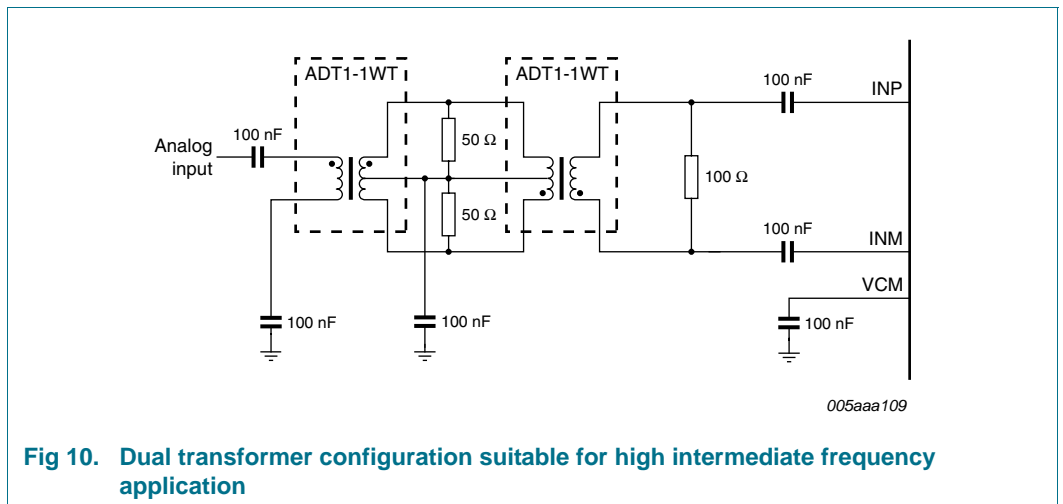 ADT1-1WT
ADT1-1WT
100 nF
INP
Analog
input
100 nF
50 Ω
100 Ω
50 Ω
100 nF
INM
VCM
100 nF
100 nF
100 nF
005aaa109
Fig 10. Dual transformer configuration suitable for high intermediate frequency
application